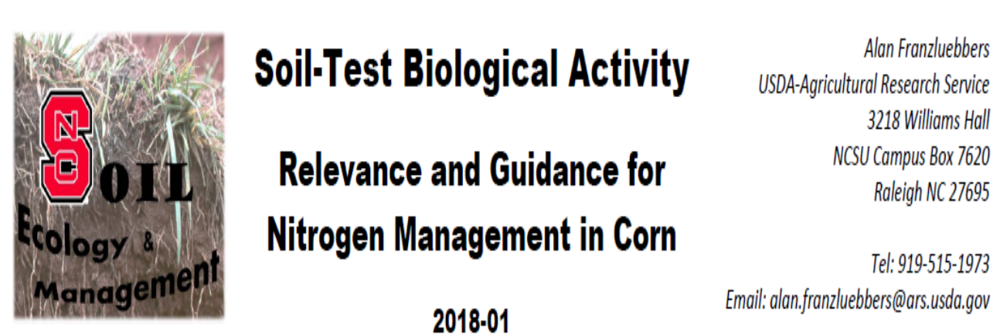 NCS
SOIL
Ecology &
Management
Soil-Test Biological Activity
Relevance and Guidance for
Nitrogen Management in Corn
2018-01
Alan Franzluebbers
USDA-Agricultural Research Service
3218 Williams Hall
NCSU Campus Box 7620
Raleigh NC 27695
Tel: 919-515-1973
Email: alan.franzluebbers@ars.usda.gov